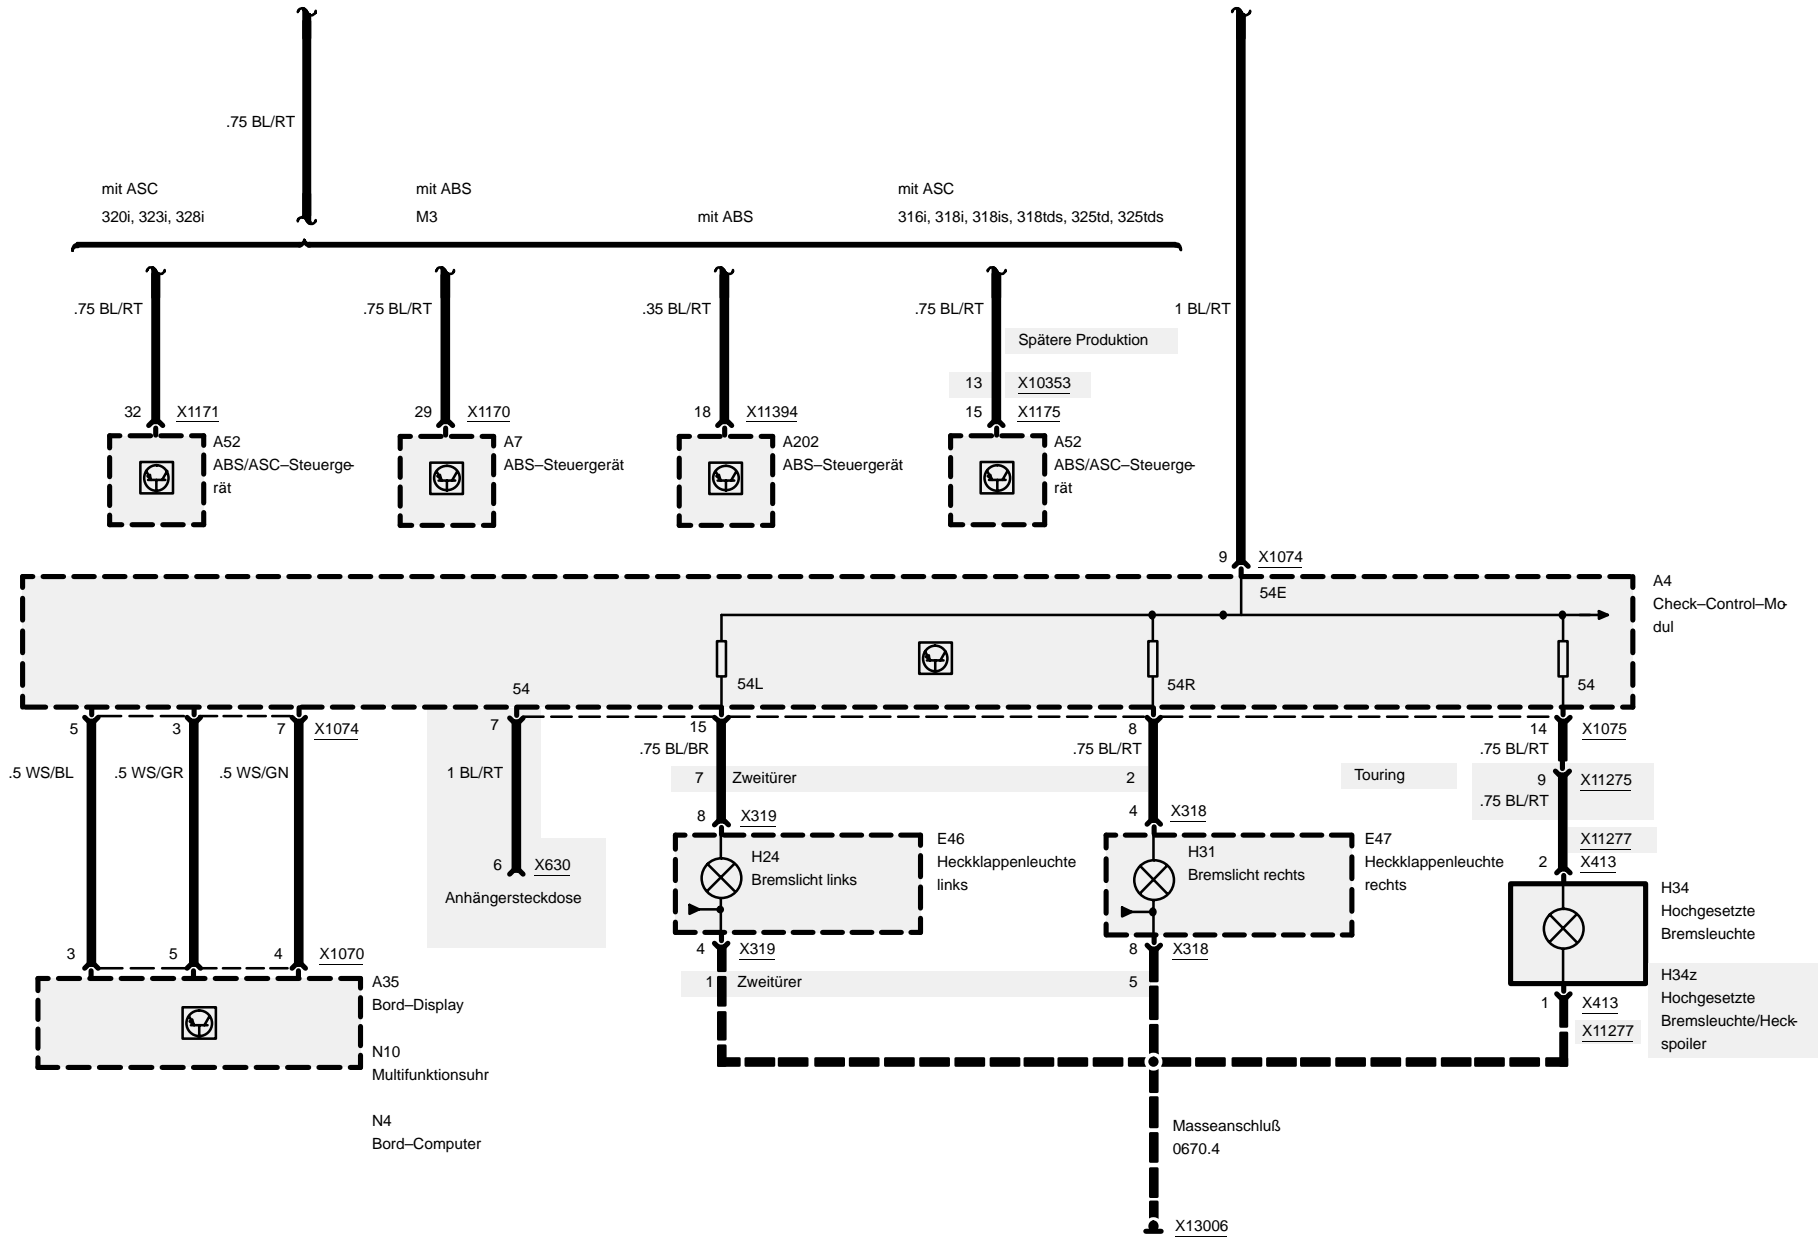 .75 BL/RT
mit ASC
320i, 323i, 328i
mit ABS
M3
mit ABS
mit ASC
316i, 318i, 318is, 318tds, 325td, 325tds
.75 BL/RT
.75 BL/RT
.35 BL/RT
.75 BL/RT
1 BL/RT
Spätere Produktion
13 X10353
32 X1171
29 X1170
18 X11394
15 X1175
A52
ABS/ASC–Steuerge-
rät
A7
ABS–Steuergerät
A202
ABS–Steuergerät
A52
ABS/ASC–Steuerge-
rät
9 X1074
54E
A4
Check–Control–Mo-
dul
54
54L
54R
54
5
3
7 X1074
7
15
8
14 X1075
.5 WS/BL
.5 WS/GR
.5 WS/GN
1 BL/RT
.75 BL/BR
.75 BL/RT
.75 BL/RT
7 Zweitürer 2
Touring
9 X11275
.75 BL/RT
8 X319
4 X318
X11277
2 X413
6 X630
Anhängersteckdose
E46
Heckklappenleuchte
links
H24
Bremslicht links
E47
Heckklappenleuchte
rechts
H31
Bremslicht rechts
H34
Hochgesetzte
Bremsleuchte
H34z
Hochgesetzte
Bremsleuchte/Heck-
spoiler
4 X319
8 X318
3
5
4 X1070
1 Zweitürer 5
1 X413
X11277
A35
Bord–Display
N10
Multifunktionsuhr
N4
Bord–Computer
Masseanschluß
0670.4
X13006